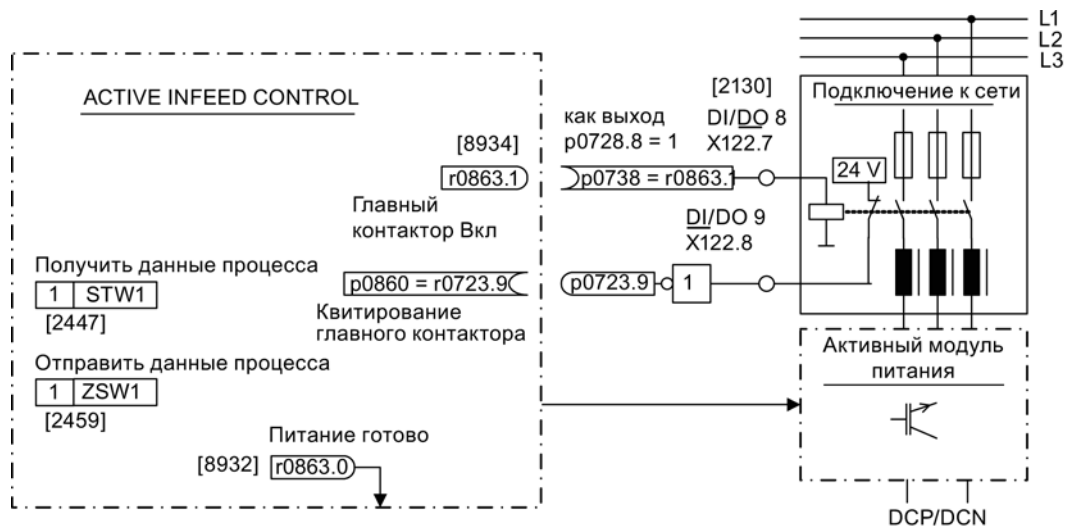 L1
L2
L3
ACTIVE INFEED CONTROL
[8934]
r0863.1
Главный
контактор Вкл
как выход
p0728.8 = 1
p0738 = r0863.1
[2130]
DI/DO 8
X122.7
Подключение к сети
24 V
DI/DO 9
X122.8
Получить данные процесса
1 STW1
[2447]
p0860 = r0723.9
Квитирование
главного контактора
p0723.9
1
Отправить данные процесса
1 ZSW1
[2459]
Питание готово
[8932]
r0863.0
Активный модуль
питания
DCP/DCN